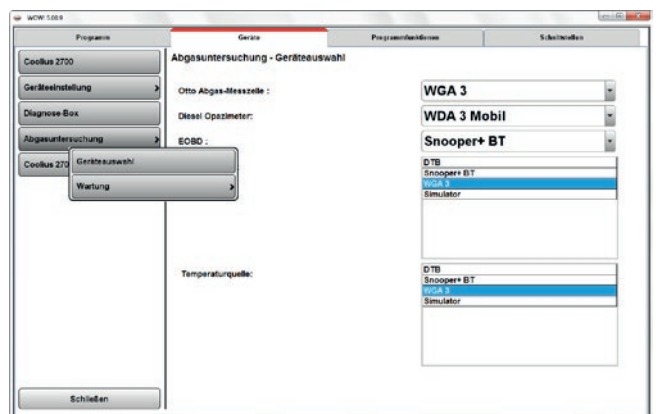 WOW! 5.00.9
Programm
Geräte
Programmfunktionen
Schnittstellen
Coolius 2700
Geräteeinstellung
Diagnose-Box
Abgasuntersuchung
Coolius 270
Geräteauswahl
Wartung
Schließen
Abgasuntersuchung - Geräteauswahl
Otto Abgas-Messzelle :
WGA 3
Diesel Opazimeter:
WDA 3 Mobil
EOBD :
Snooper+ BT
DTB
Snooper+ BT
WGA 3
Simulator
Temperaturquelle:
DTB
Snooper+ BT
WGA 3
Simulator